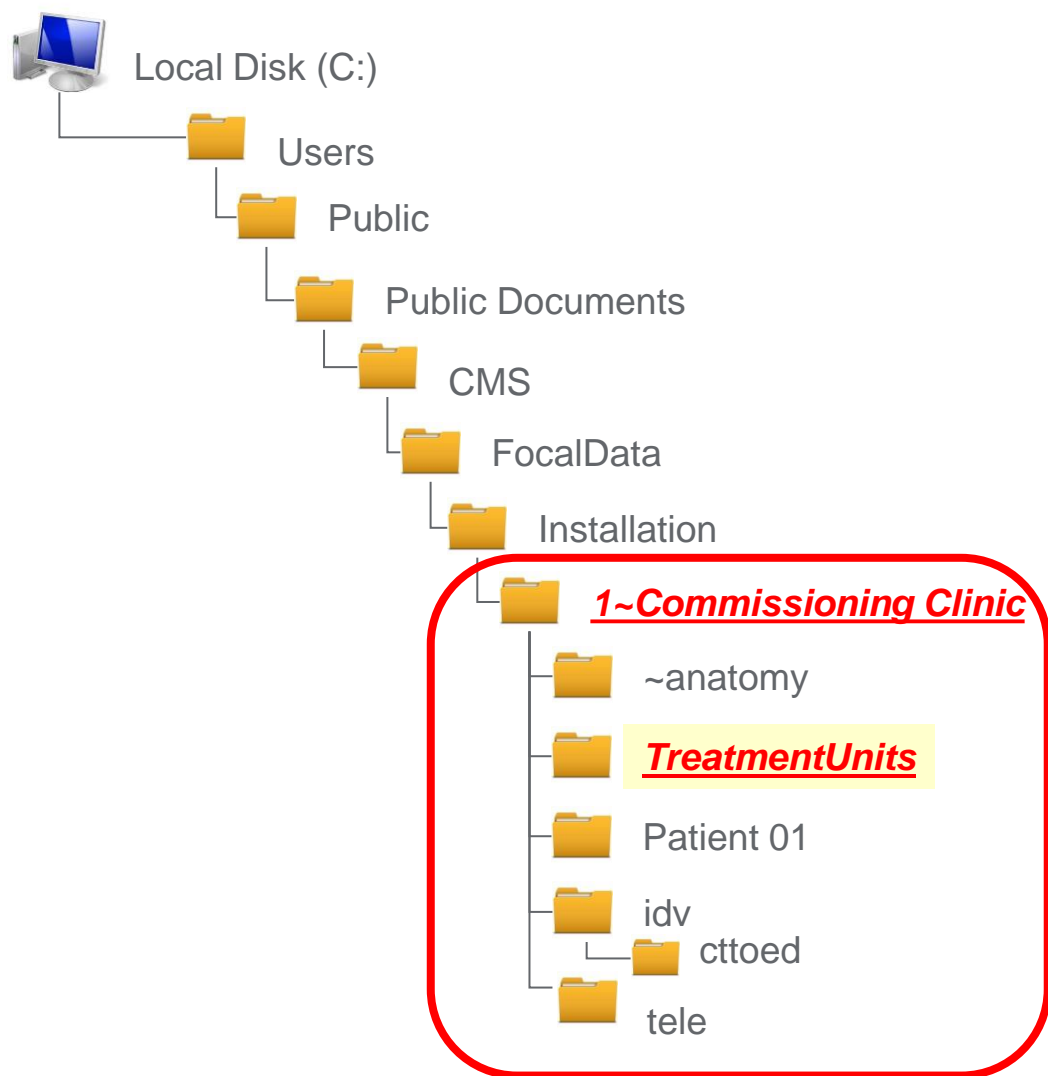 Local Disk (C:)
Users
Public
Public Documents
CMS
FocalData
Installation
1~Commissioning Clinic
~anatomy
TreatmentUnits
Patient 01
idv
cttoed
tele